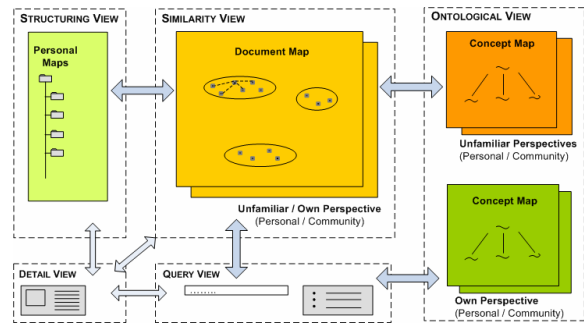 STRUCTURING VIEW
Personal
Maps
SIMILARITY VIEW
Document Map
Unfamiliar / Own Perspective
(Personal / Community)
ONTOLOGICAL VIEW
Concept Map
Unfamiliar Perspectives
(Personal / Community)
Concept Map
Own Perspective
(Personal / Community)
DETAIL VIEW
QUERY VIEW